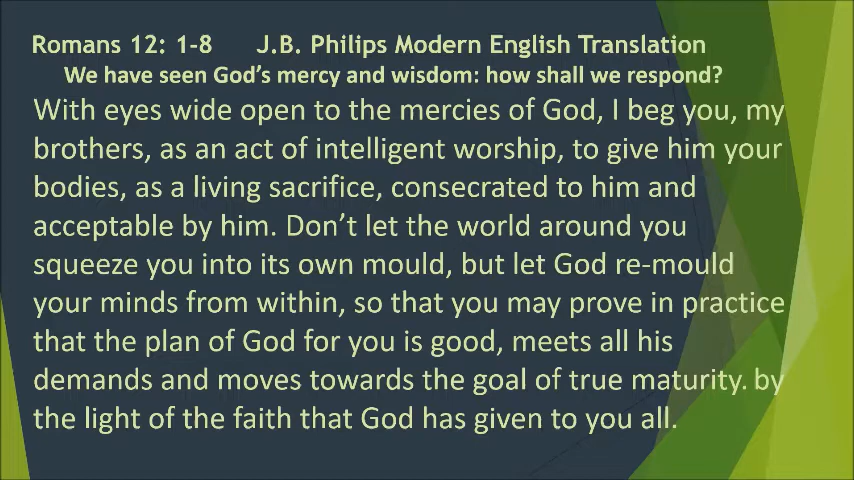 Romans 12: 1-8 J.B. Philips Modern English Translation
We have seen God's mercy and wisdom: how shall we respond?
With eyes wide open to the mercies of God, I beg you, my
brothers, as an act of intelligent worship, to give him your
bodies, as a living sacrifice, consecrated to him and
acceptable by him. Don't let the world around you
squeeze you into its own mould, but let God re-mould
your minds from within, so that you may prove in practice
that the plan of God for you is good, meets all his
demands and moves towards the goal of true maturity. by
the light of the faith that God has given to you all.